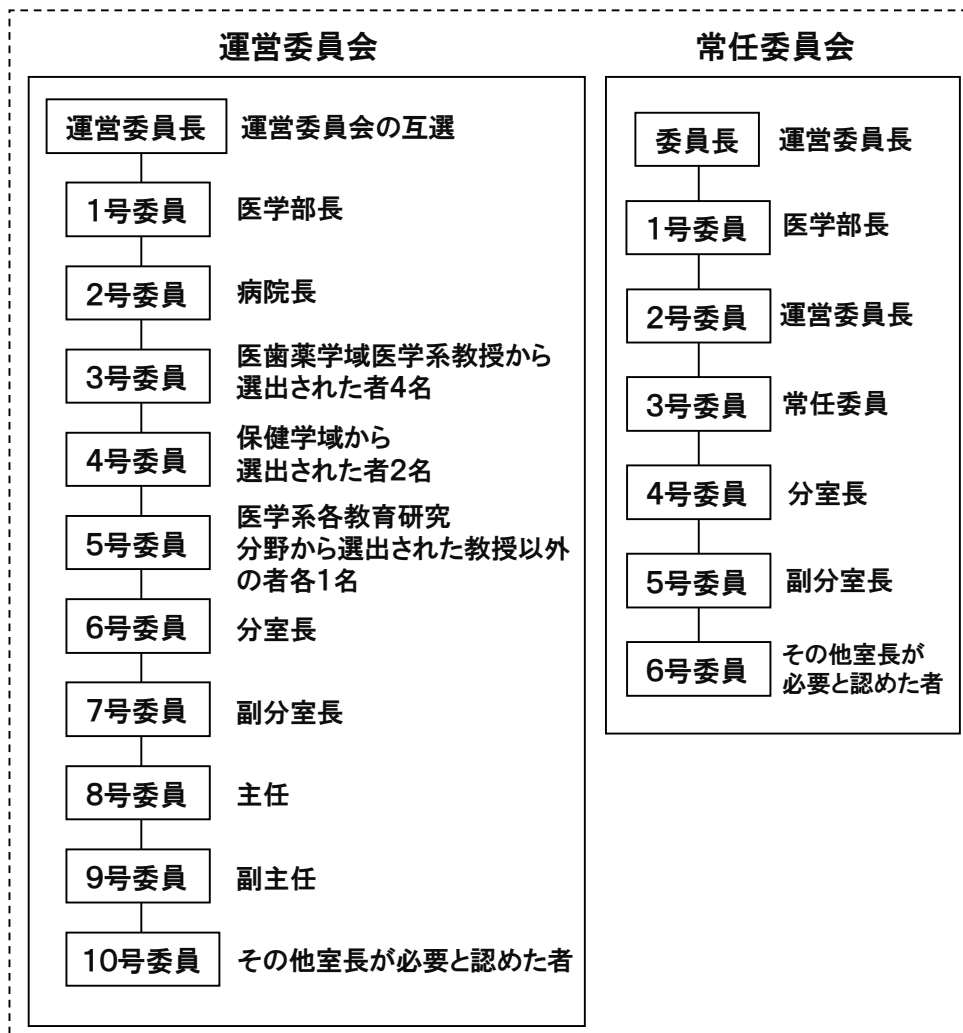 運営委員会
運営委員長 運営委員会の互選
1号委員 医学部長
2号委員 病院長
3号委員 医歯薬学域医学系教授から
選出された者4名
4号委員 保健学域から
選出された者2名
5号委員 医学系各教育研究
分野から選出された教授以外
の者各1名
6号委員 分室長
7号委員 副分室長
8号委員 主任
9号委員 副主任
10号委員 その他室長が必要と認めた者
常任委員会
委員長 運営委員長
1号委員 医学部長
2号委員 運営委員長
3号委員 常任委員
4号委員 分室長
5号委員 副分室長
6号委員 その他室長が
必要と認めた者